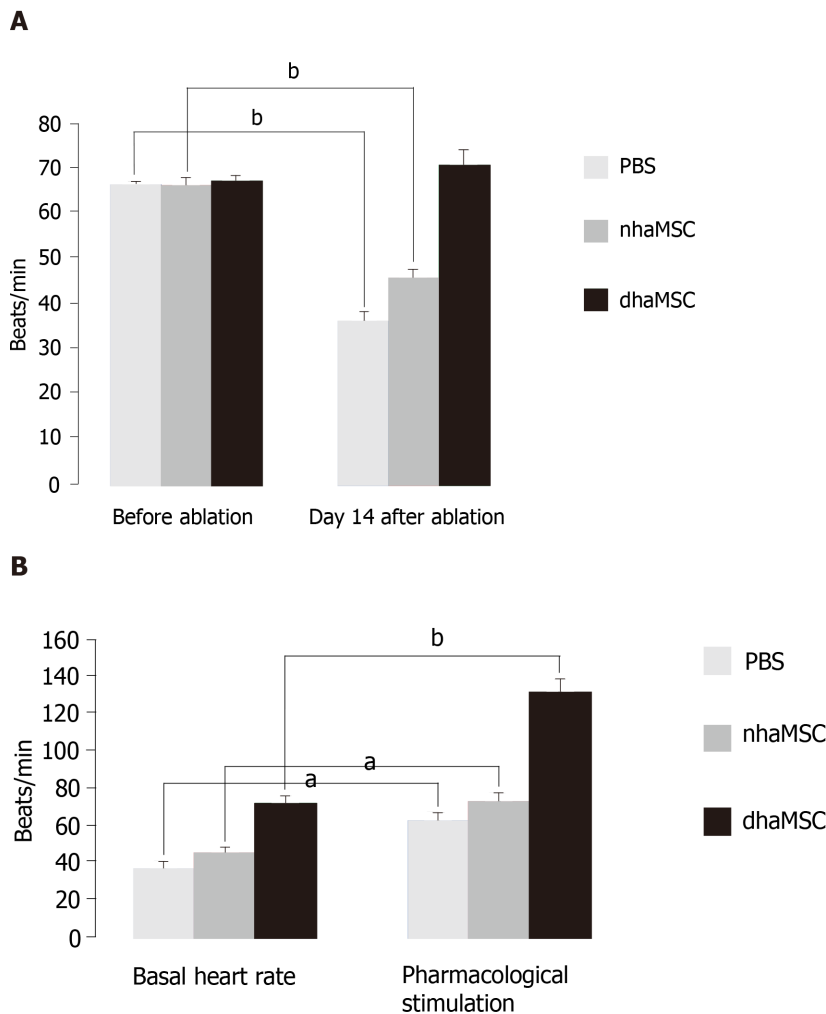 A
b
b
80
70
60
50
40
30
20
10
0
Beats/min
Before ablation
Day 14 after ablation
PBS
nhaMSC
dhaMSC
B
b
a
a
160
140
120
100
80
60
40
20
0
Beats/min
Basal heart rate
Pharmacological
stimulation
PBS
nhaMSC
dhaMSC